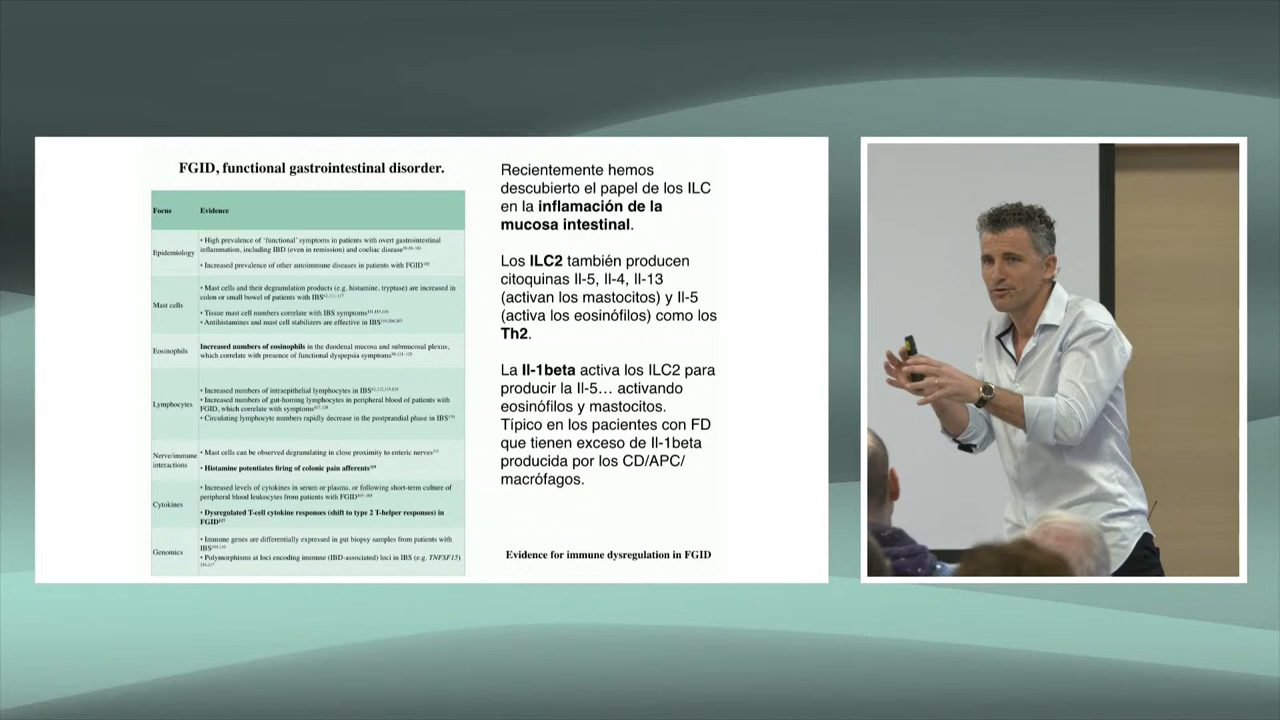 FGID, functional gastrointestinal disorder.
Focus Evidence
Epidemiology
• High prevalence of ‘functional’ symptoms in patients with overt gastrointestinal
inflammation, including IBD (even in remission) and coeliac disease
• Increased prevalence of other autoimmune diseases in patients with FGID
Mast cells
• Mast cells and their degranulation products (e.g. histamine, tryptase) are increased in
colon or small bowel of patients with IBS
• Tissue mast cell numbers correlate with IBS symptoms
• Antihistamines and mast cell stabilizers are effective in IBS
Eosinophils
Increased numbers of eosinophils in the duodenal mucosa and submucosal plexus,
which correlate with presence of functional dyspepsia symptoms
Lymphocytes
• Increased numbers of intraepithelial lymphocytes in IBS
• Increased numbers of gut-homing lymphocytes in peripheral blood of patients with
FGID, which correlate with symptoms
• Circulating lymphocyte numbers rapidly decrease in the postprandial phase in IBS
Nerve/immune
interactions
• Mast cells can be observed degranulating in close proximity to enteric nerves
• Histamine potentiates firing of colonic pain afferents
Cytokines
• Increased levels of cytokines in serum or plasma, or following short-term culture of
peripheral blood leukocytes from patients with FGID
• Dysregulated T-cell cytokine responses (shift to type 2 T-helper responses) in
FGID
Genomics
• Immune genes are differentially expressed in gut biopsy samples from patients with
IBS
• Polymorphisms at loci encoding immune (IBD-associated) loci in IBS (e.g. TNFSF15)
Recientemente hemos
descubierto el papel de los ILC
en la inflamación de la
mucosa intestinal.
Los ILC2 también producen
citoquinas Il-5, Il-4, Il-13
(activan los mastocitos) y Il-5
(activa los eosinófilos) como los
Th2.
La Il-1beta activa los ILC2 para
producir la Il-5… activando
eosinófilos y mastocitos.
Típico en los pacientes con FD
que tienen exceso de Il-1beta
producida por los CD/APC/
macrófagos.
Evidence for immune dysregulation in FGID